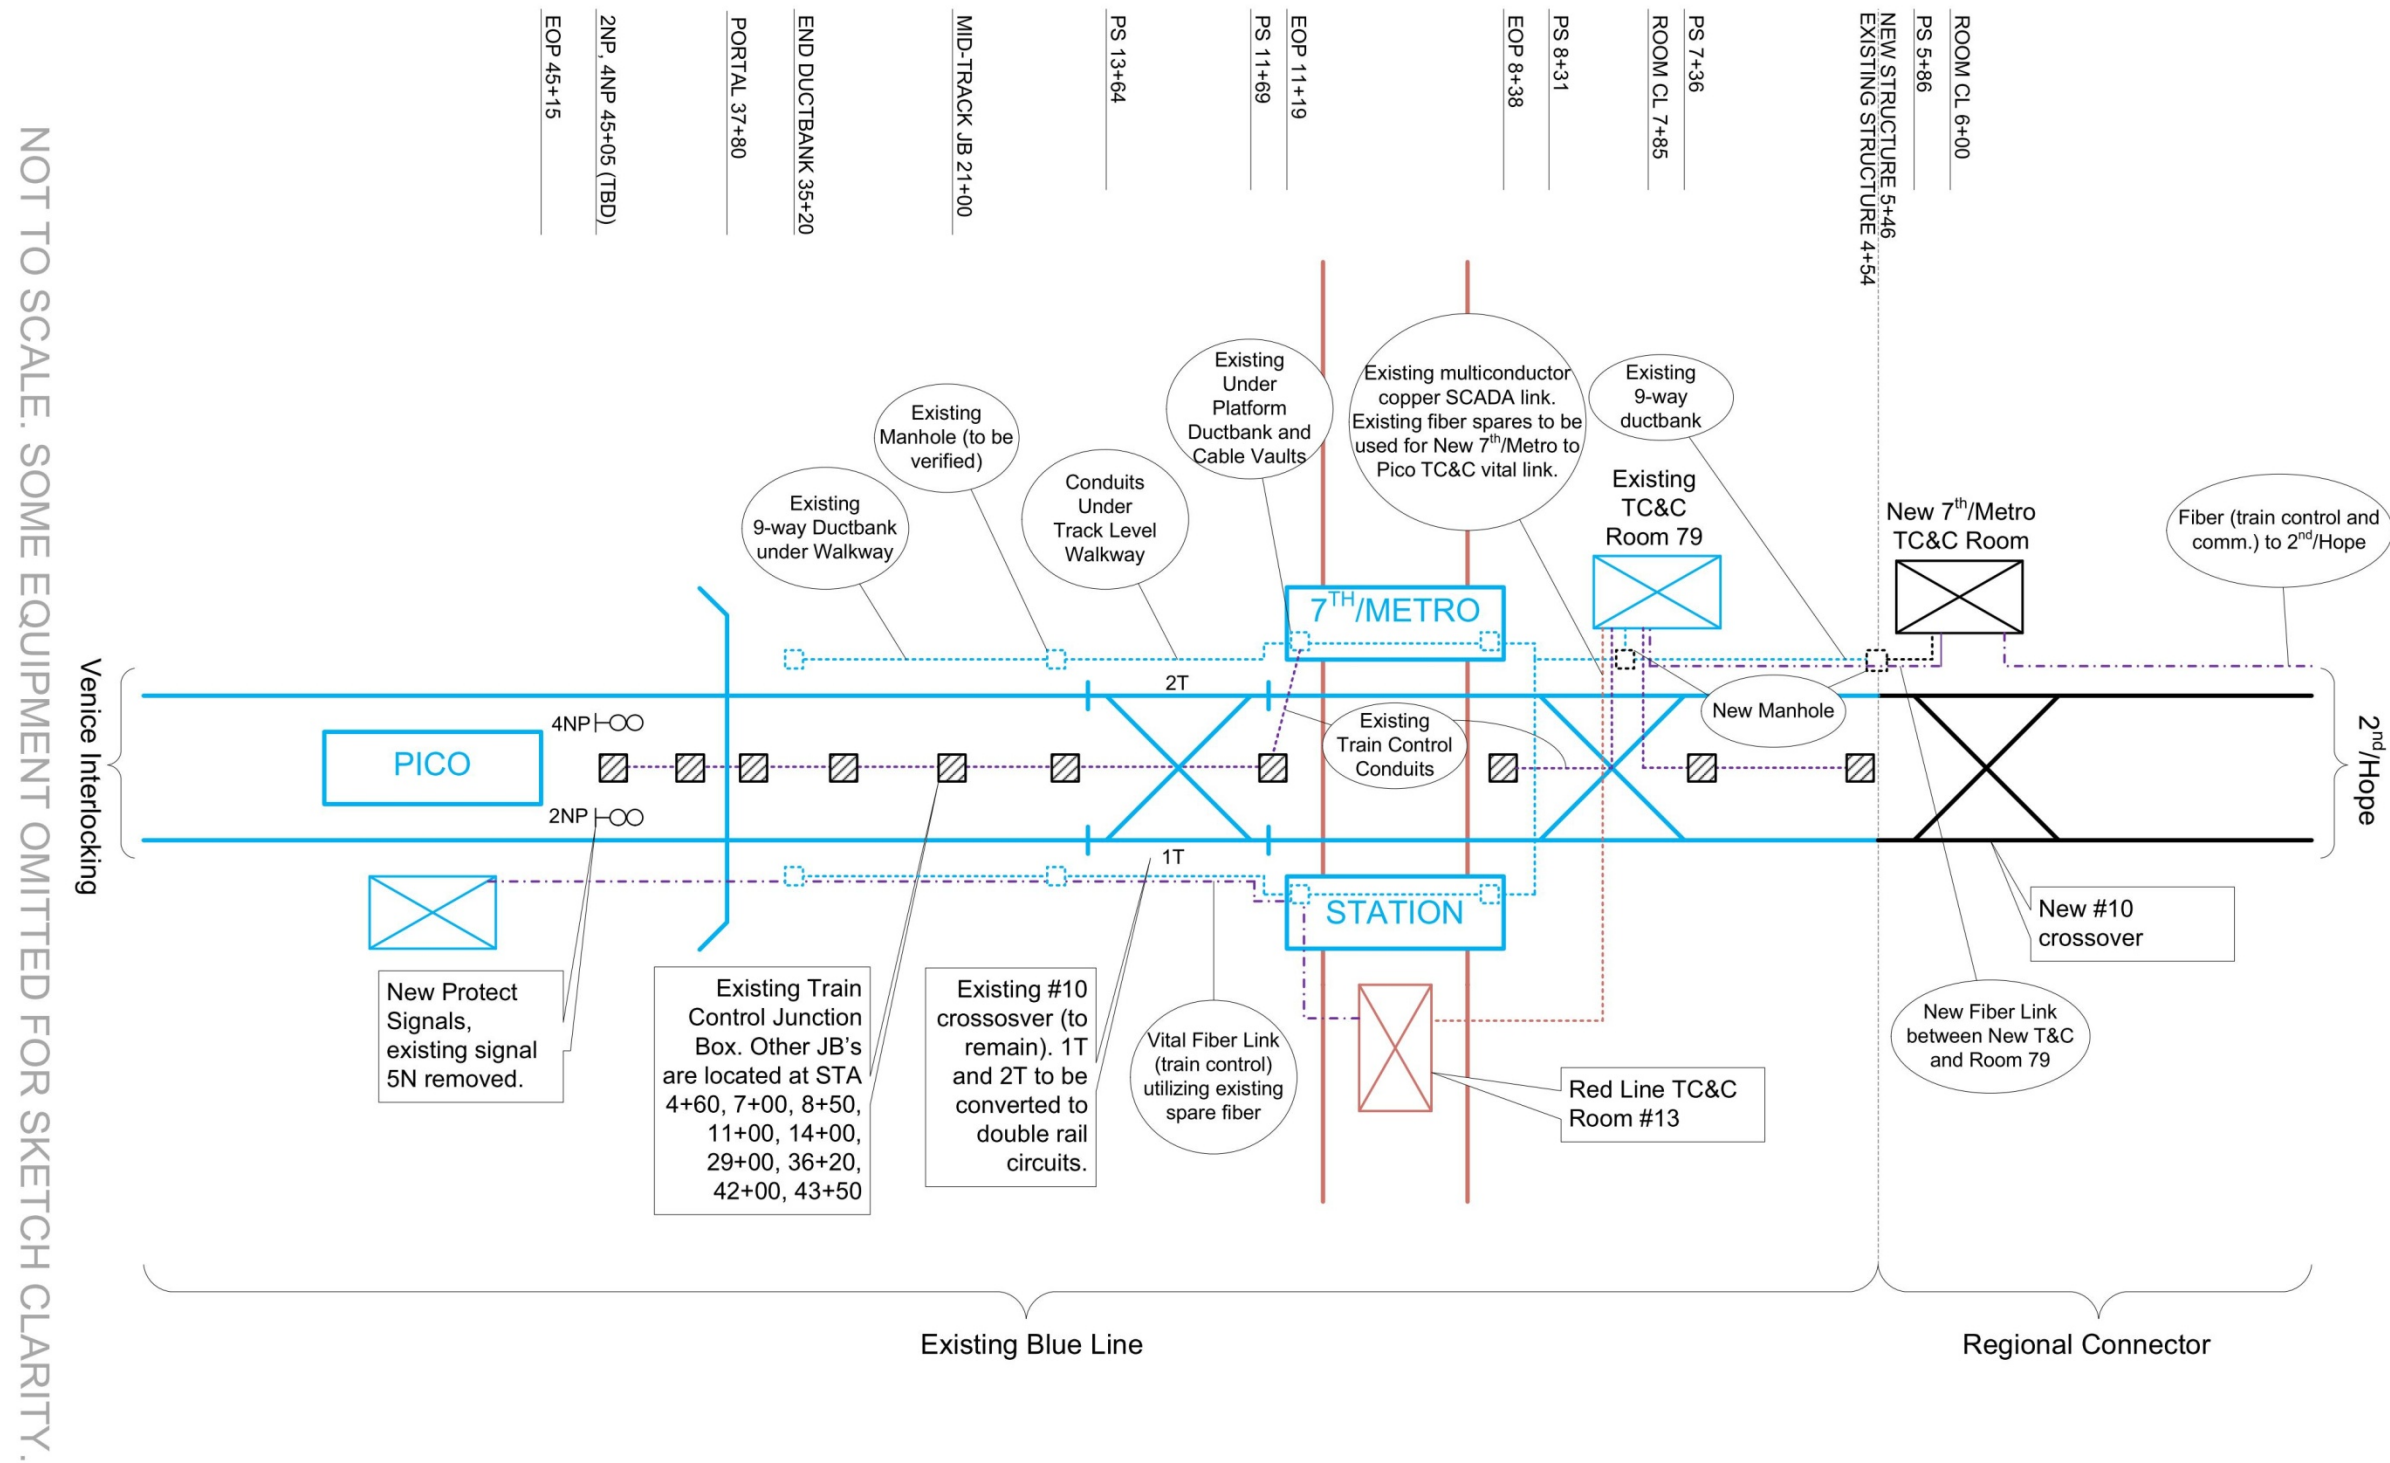 EOP 45+15
2NP, 4NP 45+05 (TBD)
PORTAL 37+80
END DUCTBANK 35+20
MID-TRACK JB 21+00
PS 13+64
PS 11+69
EOP 11+19
EOP 8+38
PS 8+31
ROOM CL 7+85
PS 7+36
EXISTING STRUCTURE 4+54
NEW STRUCTURE 5+46
PS 5+86
ROOM CL 6+00
NOT TO SCALE. SOME EQUIPMENT OMITTED FOR SKETCH CLARITY.
Existing
9-way Ductbank
under Walkway
Existing
Manhole (to be
verified)
Conduits
Under
Track Level
Walkway
Existing
Under
Platform
Ductbank and
Cable Vaults
Existing multiconductor
copper SCADA link.
Existing fiber spares to be
used for New 7th/Metro to
Pico TC&C vital link.
Existing
9-way
ductbank
Existing
TC&C
Room 79
New 7th/Metro
TC&C Room
Fiber (train control and
comm.) to 2nd/Hope
7TH/METRO
Venice Interlocking
2T
4NP
PICO
2NP
1T
Existing
Train Control
Conduits
New Manhole
2nd/Hope
STATION
New Protect
Signals,
existing signal
5N removed.
Existing Train
Control Junction
Box. Other JB's
are located at STA
4+60, 7+00, 8+50,
11+00, 14+00,
29+00, 36+20,
42+00, 43+50
Existing #10
crossosver (to
remain). 1T
and 2T to be
converted to
double rail
circuits.
Vital Fiber Link
(train control)
utilizing existing
spare fiber
Red Line TC&C
Room #13
New #10
crossover
New Fiber Link
between New T&C
and Room 79
Existing Blue Line
Regional Connector